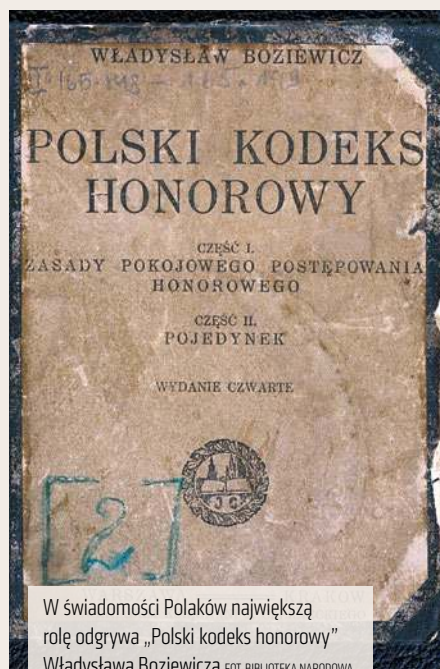 WŁADYSŁAW BOZIEWICZ
POLSKI KODEKS
HONOROWY
CZĘŚĆ I.
ZASADY POKOJOWEGO POSTĘPOWANIA
HONOROWEGO
CZĘŚĆ II.
POJEDYNEK
WYDANIE CZWARTE
J C
[2]
W świadomości Polaków największą
rolę odgrywa „Polski kodeks honorowy”
Władysława Boziewicza FOT. BIBLIOTEKA NARODOWA